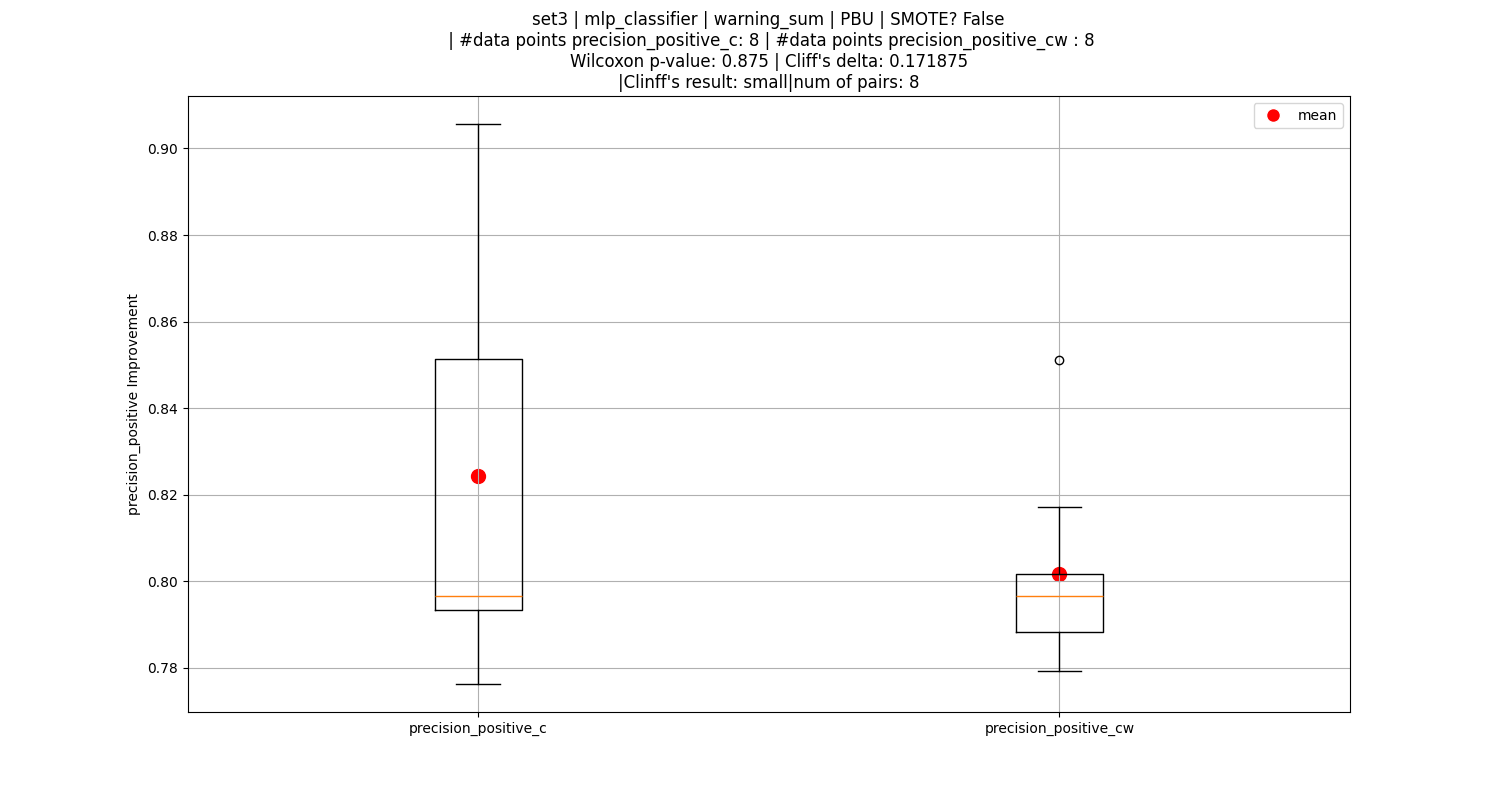 set3 | mlp_classifier | warning_sum | PBU | SMOTE? False
| #data points precision_positive_c: 8 | #data points precision_positive_cw : 8
Wilcoxon p-value: 0.875 | Cliff's delta: 0.171875
|Clinff's result: small|num of pairs: 8
mean
0.90
0.88
0.86
0.84
0.82
0.80
0.78
precision_positive Improvement
precision_positive_c
precision_positive_cw